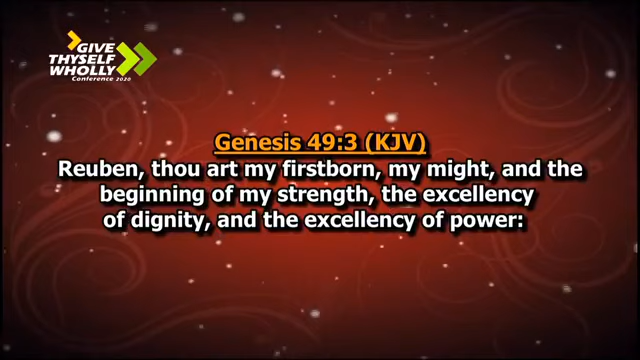 GIVE
THYSELF
WHOLLY
Conference 2020
Genesis 49:3 (KJV)
Reuben, thou art my firstborn, my might, and the
beginning of my strength, the excellency
of dignity, and the excellency of power: